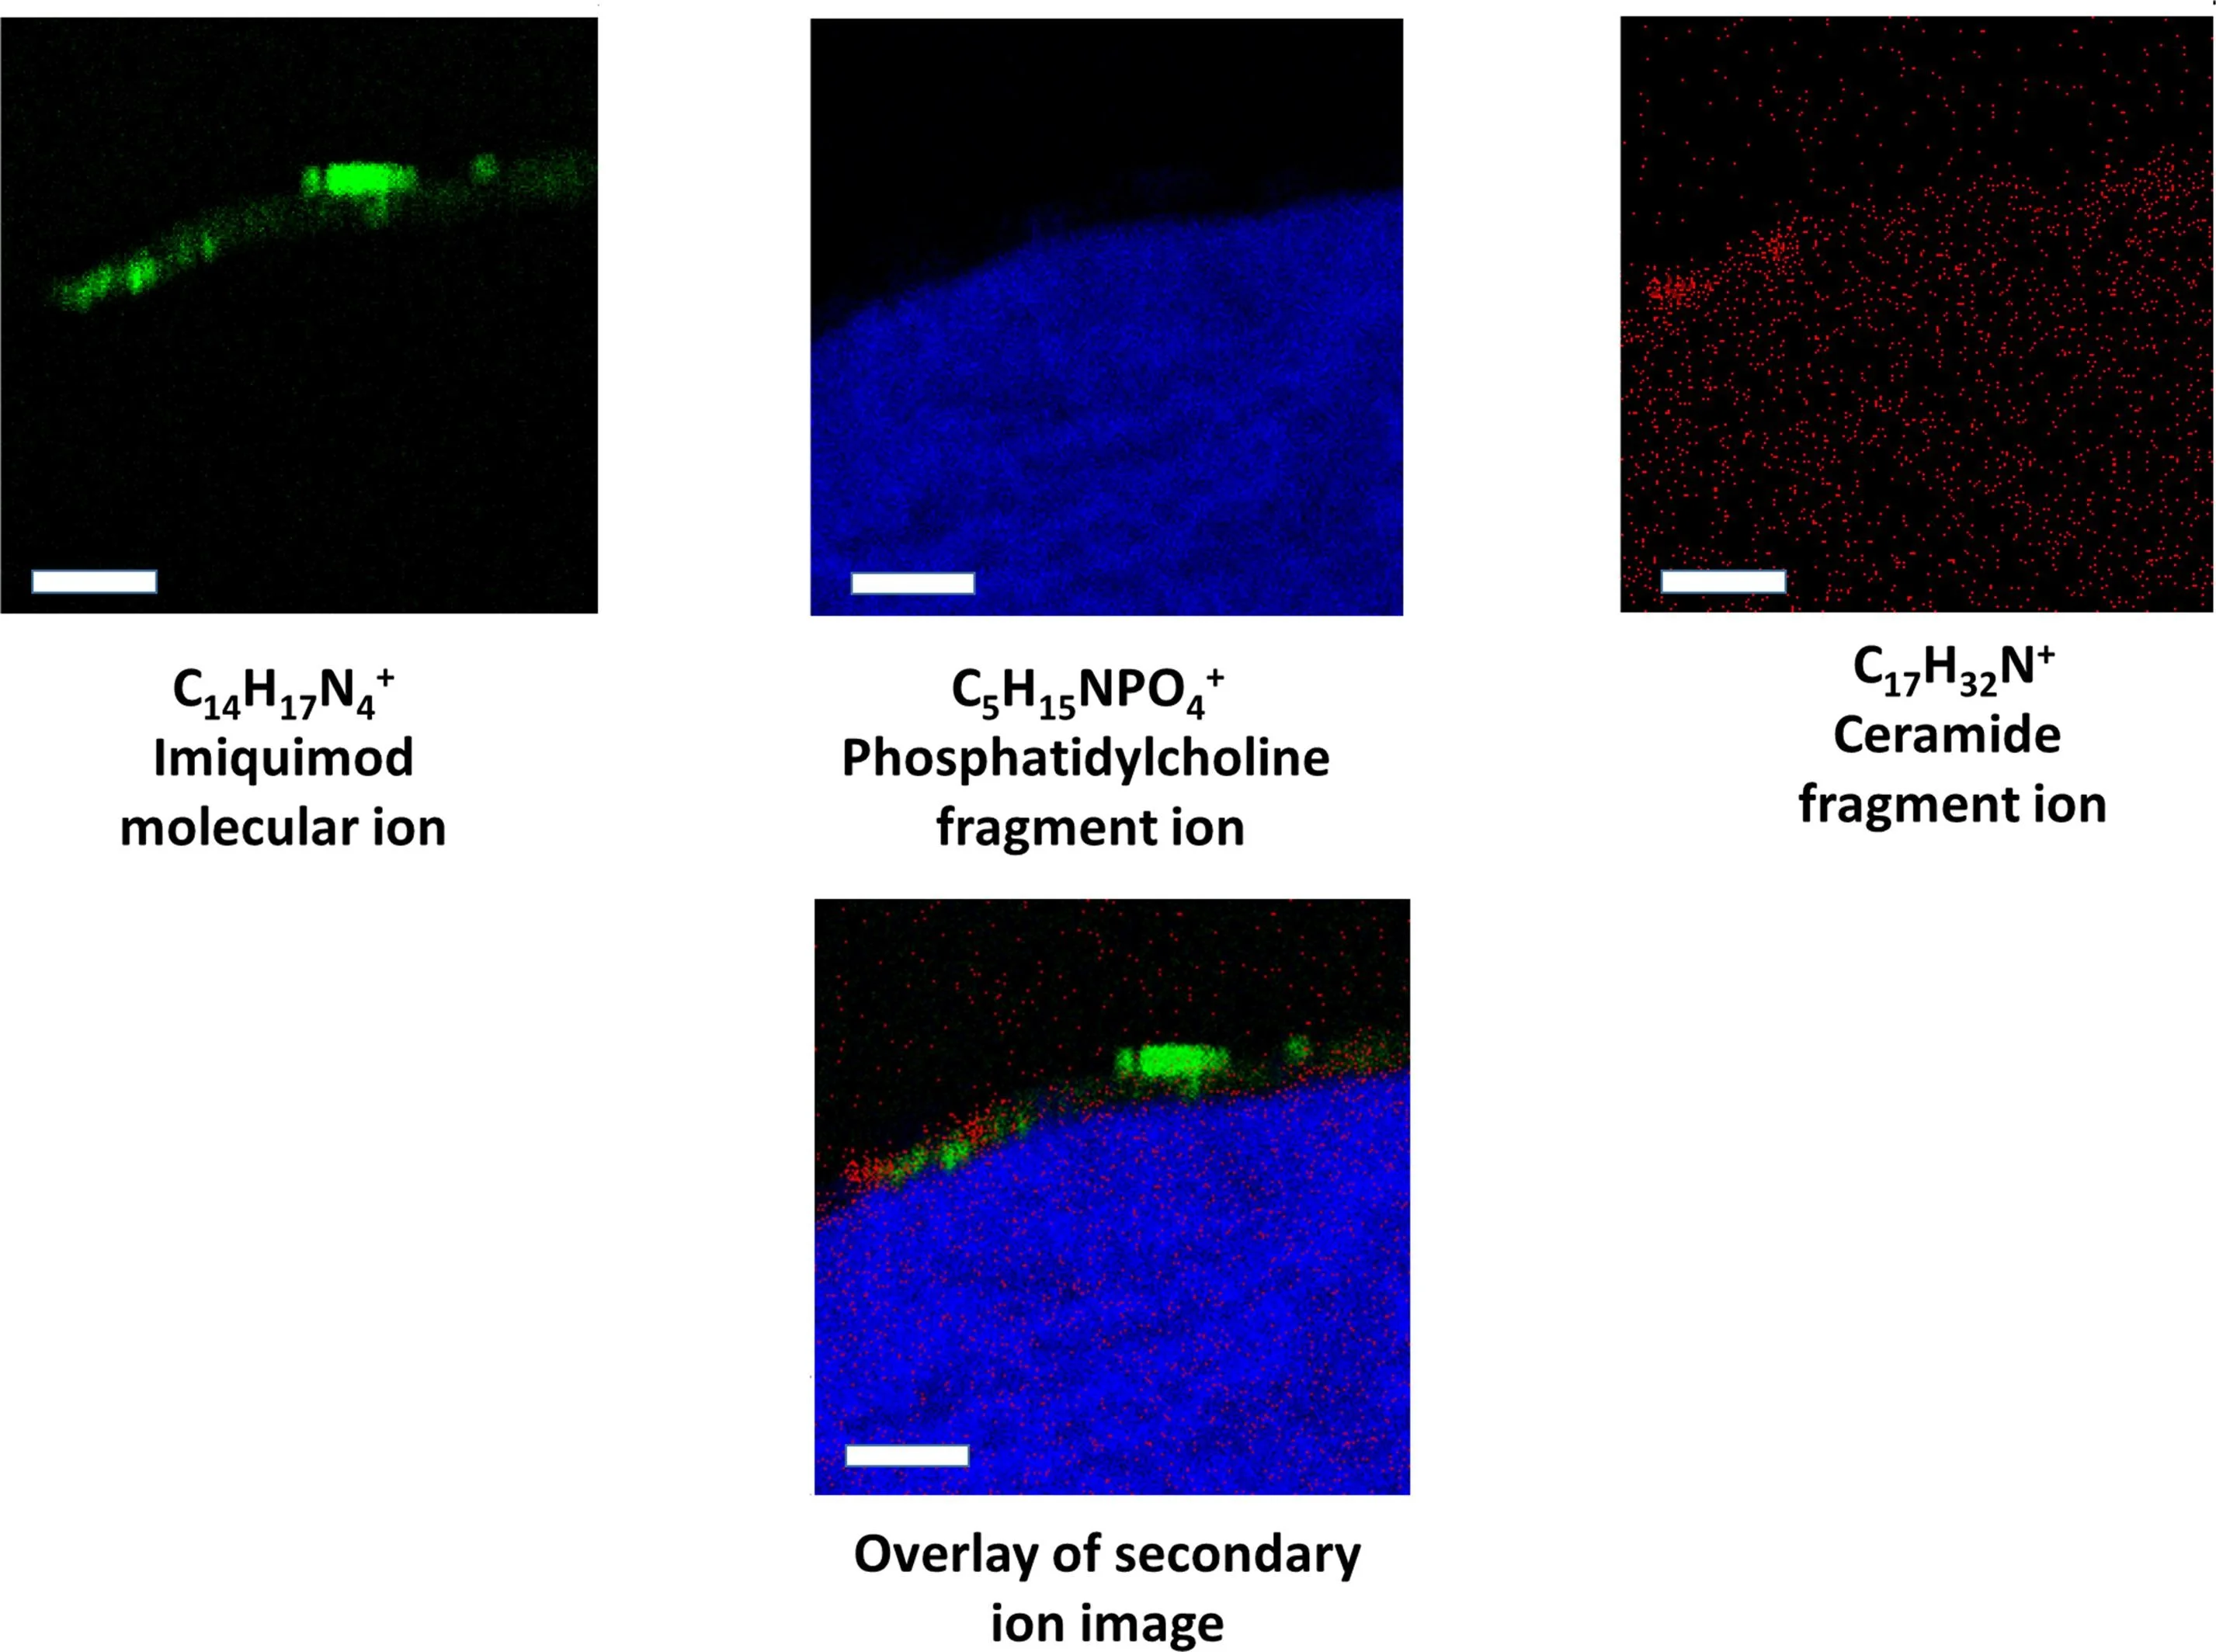 C₁₄H₁₇N₄⁺
Imiquimod
molecular ion
C₅H₁₅NPO₄⁺
Phosphatidylcholine
fragment ion
C₁₇H₃₂N⁺
Ceramide
fragment ion
Overlay of secondary
ion image